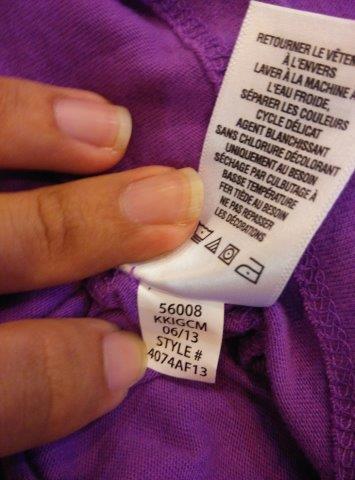 RETOURNER LE VÊTEM
À L'ENVERS
LAVER À LA MACHINE À
L'EAU FROIDE,
SÉPARER LES COULEURS
CYCLE DÉLICAT
AGENT BLANCHISSANT
SANS CHLORURE DÉCOLORANT
UNIQUEMENT AU BESOIN
SÉCHAGE PAR CULBUTAGE À
BASSE TEMPÉRATURE
FER TIÈDE AU BESOIN
NE PAS REPASSER
LES DÉCORATIONS
56008
KKIGCM
06/13
STYLE #
4074AF13